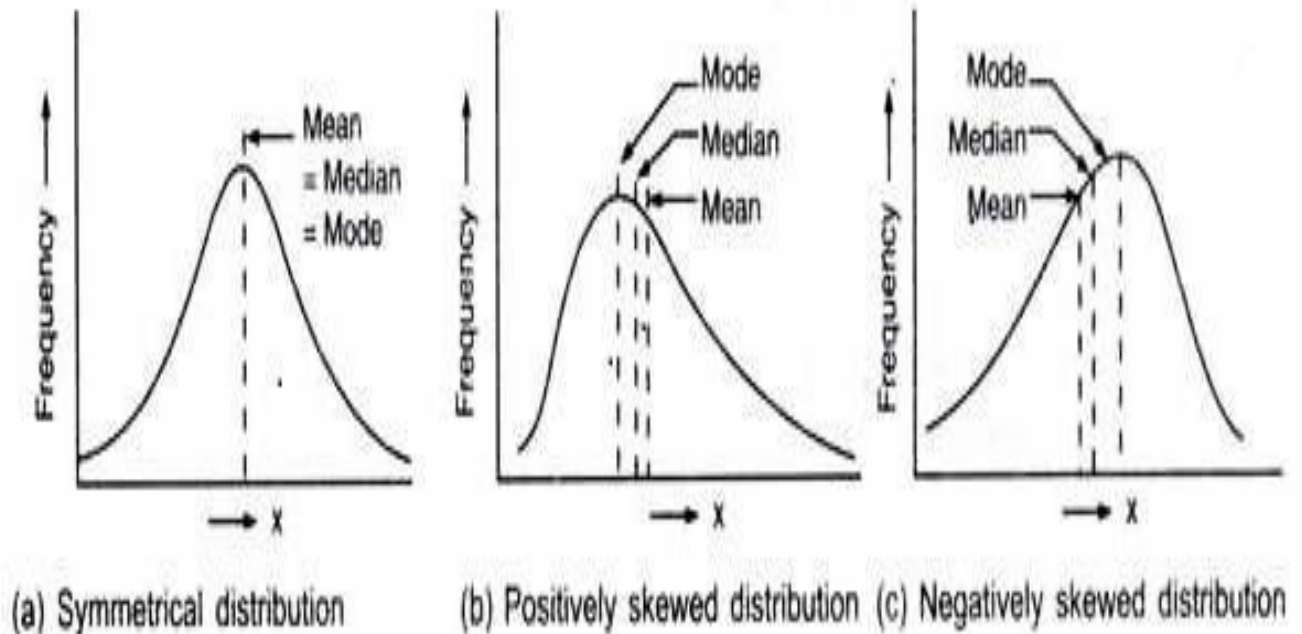 Frequency
Mean
= Median
= Mode
x
(a) Symmetrical distribution
Frequency
Mode
Median
Mean
x
(b) Positively skewed distribution
Frequency
Mode
Median
Mean
x
(c) Negatively skewed distribution